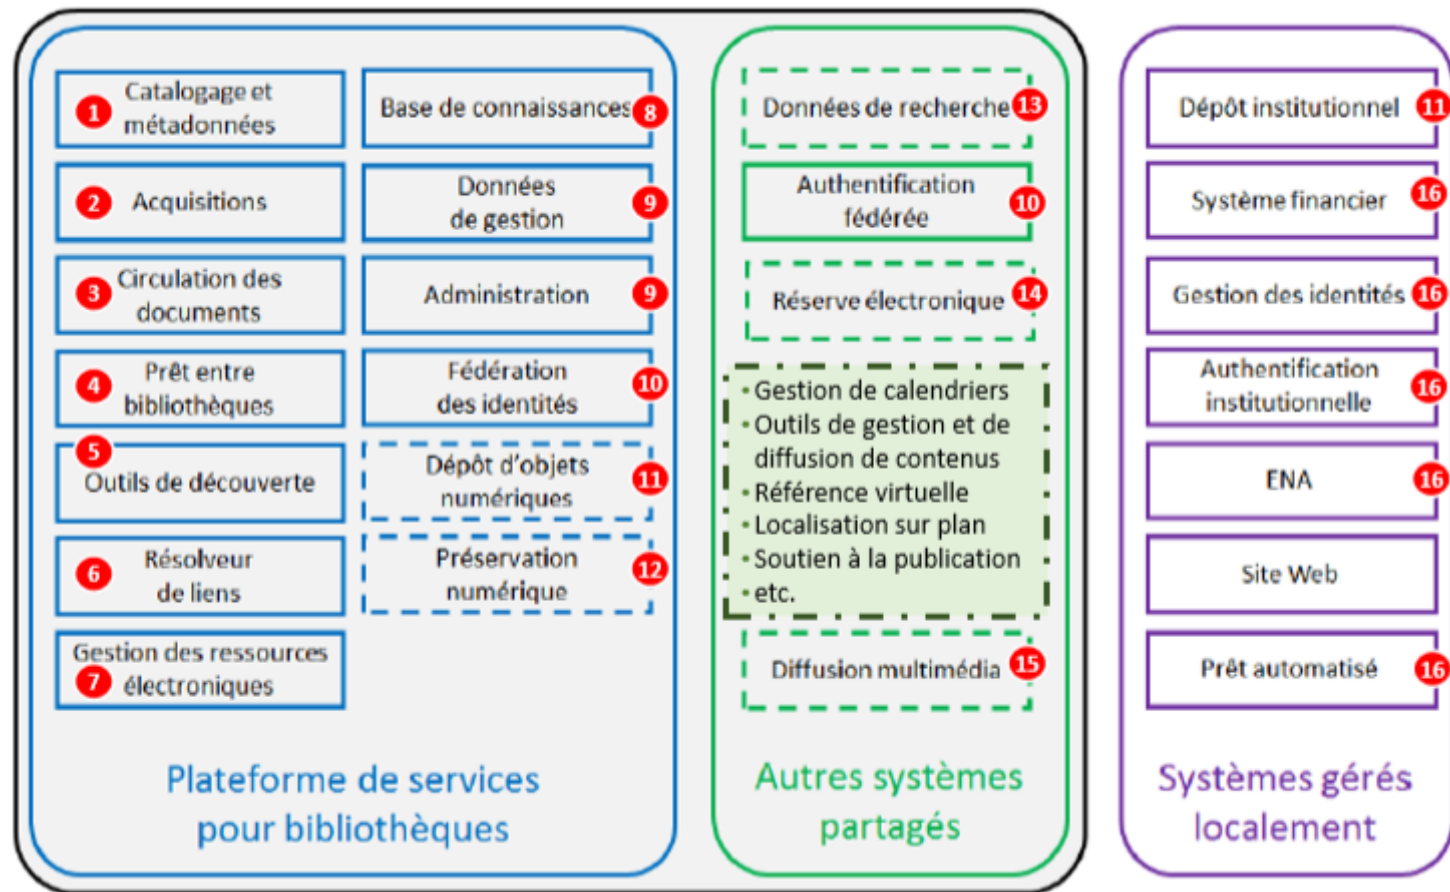 1
Catalogage et
métadonnées
2
Acquisitions
3
Circulation des
documents
4
Prêt entre
bibliothèques
5
Outils de découverte
6
Résolveur
de liens
Gestion des ressources
7
électroniques
Base de connaissances
8
Données
de gestion
9
Administration
9
Fédération
des identités
10
Dépôt d'objets
numériques
11
Préservation
numérique
12
Plateforme de services
pour bibliothèques
Données de recherche
13
Authentification
fédérée
10
Réserve électronique
14
• Gestion de calendriers
• Outils de gestion et de
diffusion de contenus
• Référence virtuelle
• Localisation sur plan
• Soutien à la publication
• etc.
Diffusion multimédia
15
Autres systèmes
partagés
Dépôt institutionnel
11
Système financier
16
Gestion des identités
16
Authentification
institutionnelle
16
ENA
16
Site Web
Prêt automatisé
16
Systèmes gérés
localement